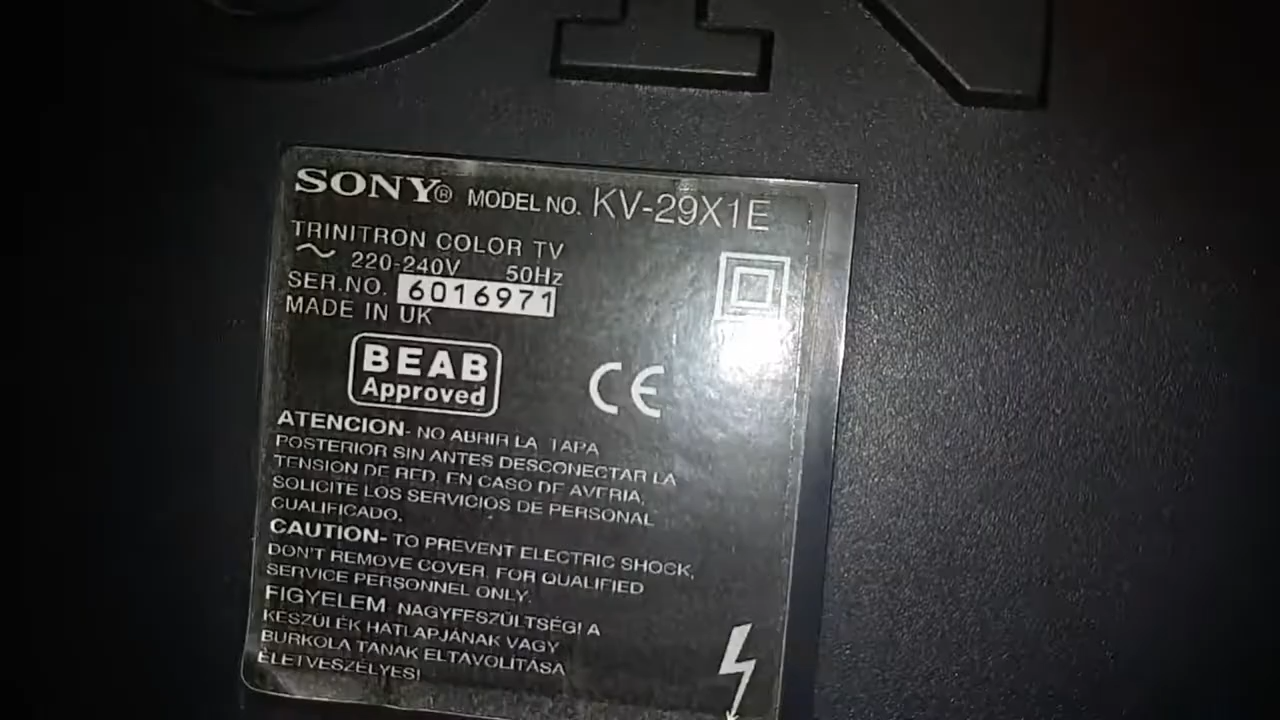 SONY® MODEL NO. KV-29X1E
TRINITRON COLOR TV
~ 220-240V 50Hz
SER.NO. 6016971
MADE IN UK
BEAB
Approved
CE
ATENCION- NO ABRIR LA TAPA
POSTERIOR SIN ANTES DESCONECTAR LA
TENSION DE RED, EN CASO DE AVERIA,
SOLICITE LOS SERVICIOS DE PERSONAL
CUALIFICADO.
CAUTION- TO PREVENT ELECTRIC SHOCK,
DON'T REMOVE COVER, FOR QUALIFIED
SERVICE PERSONNEL ONLY.
FIGYELEM NAGYFESZÜLTSÉG! A
KÉSZÜLÉK HÁTLAPJÁNAK VAGY
BURKOLA TÁNAK ELTÁVOLÍTÁSA
ÉLETVESZÉLYES!